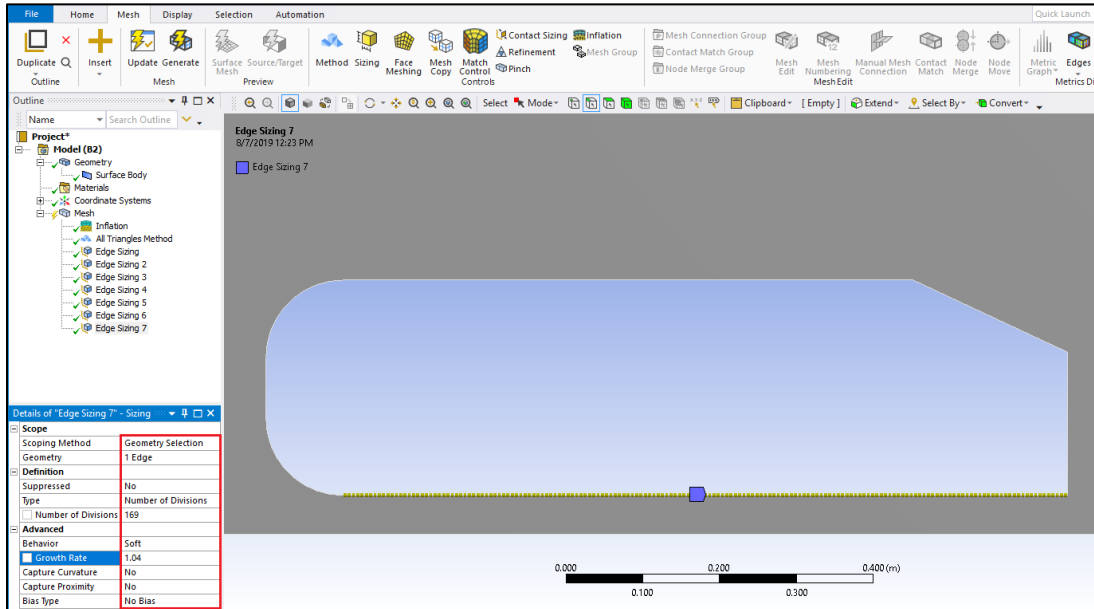 File Home Mesh Display Selection Automation Quick Launch
Duplicate
Outline
Insert
Update Generate
Mesh
Surface Mesh Source/Target
Preview
Method Sizing Face Meshing Mesh Copy Match Control
Contact Sizing Inflation
Refinement Mesh Group
Pinch
Controls
Mesh Connection Group
Contact Match Group
Node Merge Group
Mesh Edit Mesh Numbering Manual Mesh Connection Contact Match Node Merge Node Move
Mesh Edit
Metric Graph Edges
Metrics Di
Outline
Select Mode Clipboard [ Empty ] Extend Select By Convert
Name Search Outline
Project*
Model (B2)
Geometry
Surface Body
Materials
Coordinate Systems
Mesh
Inflation
All Triangles Method
Edge Sizing
Edge Sizing 2
Edge Sizing 3
Edge Sizing 4
Edge Sizing 5
Edge Sizing 6
Edge Sizing 7
Edge Sizing 7
8/7/2019 12:23 PM
Edge Sizing 7
Details of "Edge Sizing 7" - Sizing
Scope
Scoping Method Geometry Selection
Geometry 1 Edge
Definition
Suppressed No
Type Number of Divisions
Number of Divisions 169
Advanced
Behavior Soft
Growth Rate 1.04
Capture Curvature No
Capture Proximity No
Bias Type No Bias
0.000 0.200 0.400 (m)
0.100 0.300